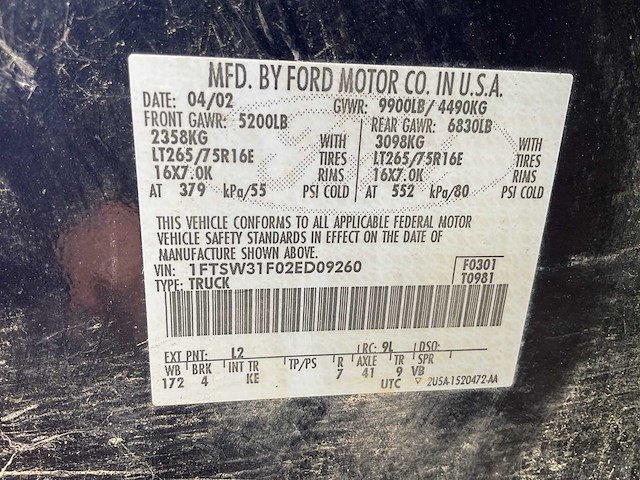 MFD. BY FORD MOTOR CO. IN U.S.A.
DATE: 04/02 GVWR: 9900LB/ 4490KG
FRONT GAWR: 5200LB REAR GAWR: 6830LB
2358KG WITH 3098KG WITH
LT265/75R16E TIRES LT265/75R16E TIRES
16X7.0K RIMS 16X7.0K RIMS
AT 379 kPa/55 PSI COLD AT 552 kPa/80 PSI COLD
THIS VEHICLE CONFORMS TO ALL APPLICABLE FEDERAL MOTOR
VEHICLE SAFETY STANDARDS IN EFFECT ON THE DATE OF
MANUFACTURE SHOWN ABOVE.
VIN: 1FTSW31F02ED09260 F0301
TYPE: TRUCK T0981
EXT PNT: L2 RC: 9L DSO:
WB BRK INT TR TP/PS R AXLE TR SPR
172 4 KE 7 41 9 VB
UTC ▽ 2U5A-1520472-AA